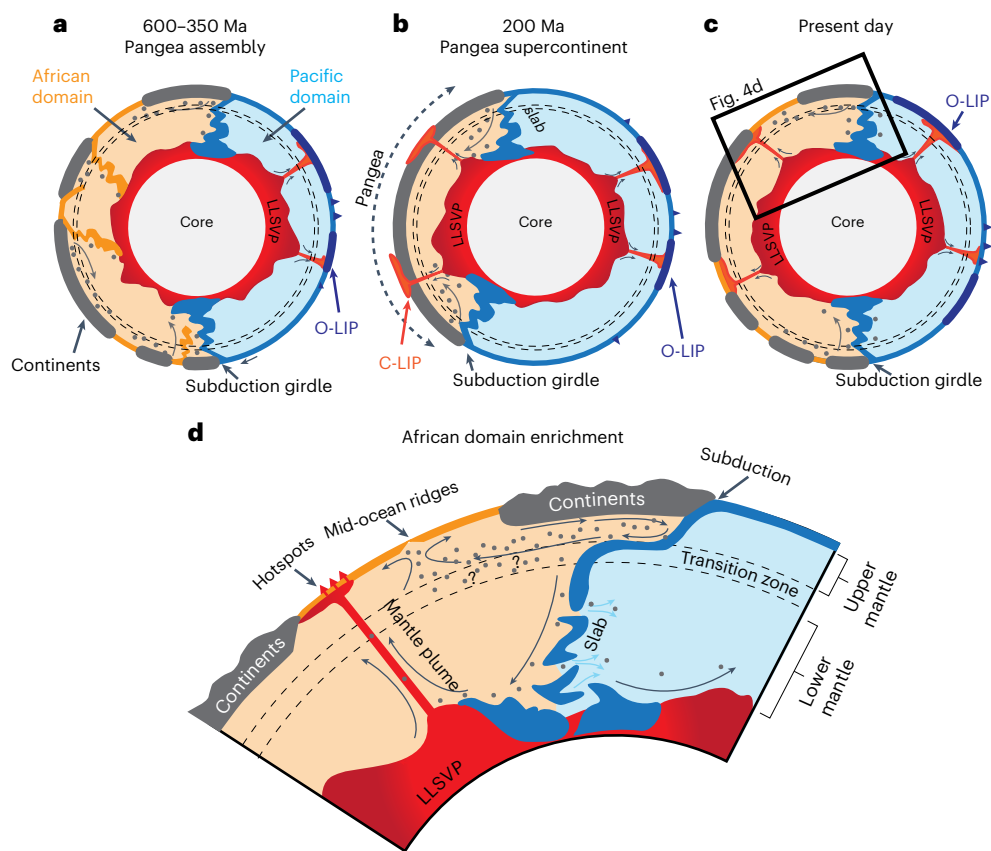 a
600–350 Ma
Pangea assembly
African
domain
Pacific
domain
Core
LLSVP
O-LIP
Continents
Subduction girdle
b
200 Ma
Pangea supercontinent
Pangea
slab
LLSVP
Core
LLSVP
C-LIP
O-LIP
Subduction girdle
c
Present day
Fig. 4d
O-LIP
Core
LLSVP
LLSVP
Subduction girdle
d
African domain enrichment
Subduction
Continents
Mid-ocean ridges
Hotspots
? ?
Transition zone
Upper
mantle
Mantle plume
Slab
Continents
Lower
mantle
LLSVP